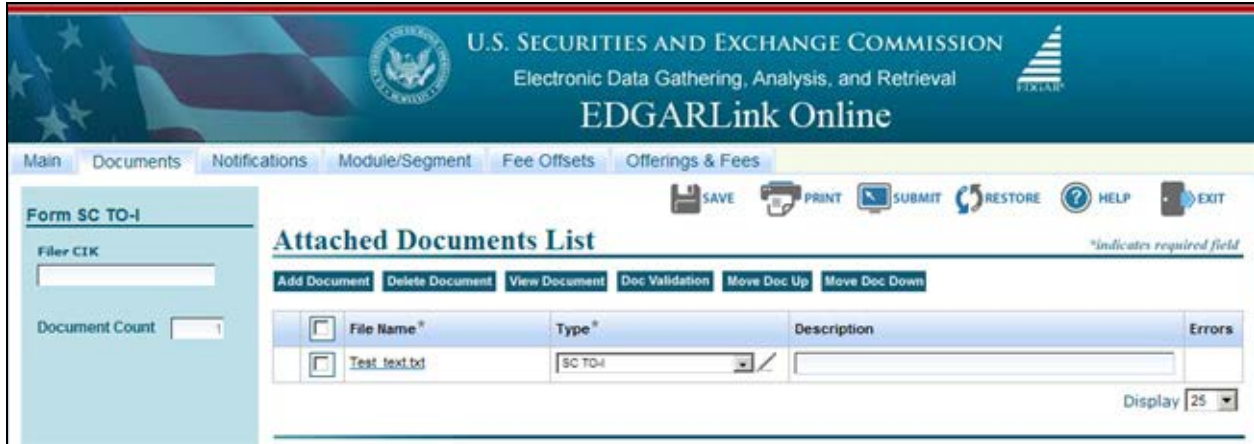 U.S. SECURITIES AND EXCHANGE COMMISSION
Electronic Data Gathering, Analysis, and Retrieval
EDGAR®
EDGARLink Online
Main Documents Notifications Module/Segment Fee Offsets Offerings & Fees
SAVE PRINT SUBMIT RESTORE HELP EXIT
Form SC TO-I
Attached Documents List
*indicates required field
Filer CIK
Add Document Delete Document View Document Doc Validation Move Doc Up Move Doc Down
Document Count 1
File Name* Type* Description Errors
Test_text.txt SC TO-I
Display 25